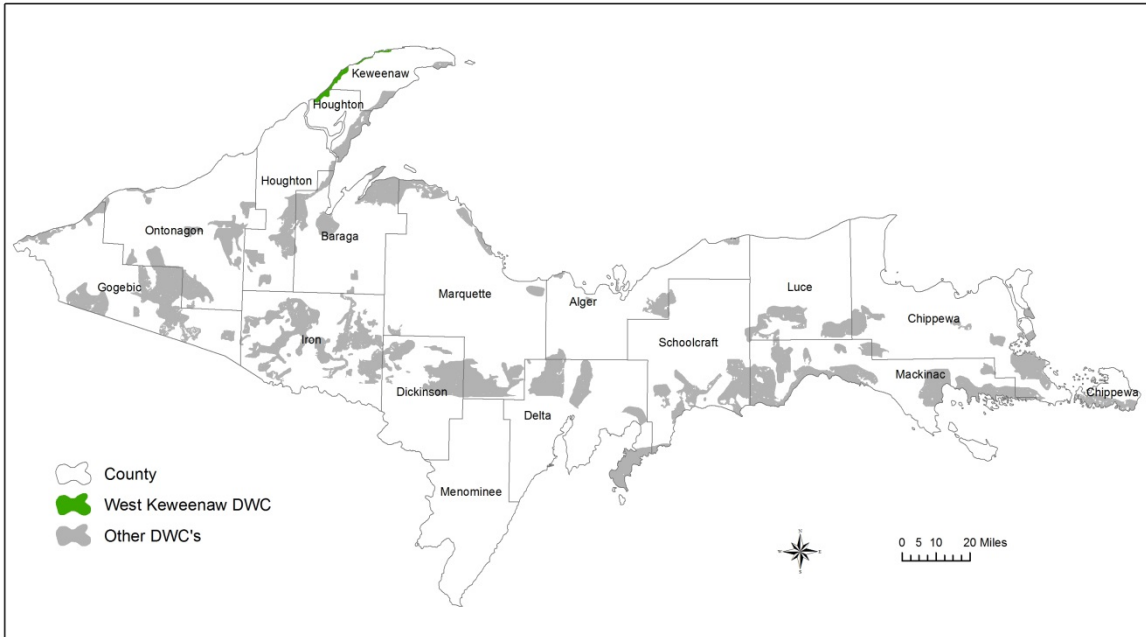 Keweenaw
Houghton
Houghton
Ontonagon
Baraga
Gogebic
Marquette
Alger
Luce
Chippewa
Iron
Schoolcraft
Mackinac
Dickinson
Delta
Chippewa
Menominee
County
West Keweenaw DWC
Other DWC's
0 5 10 20 Miles